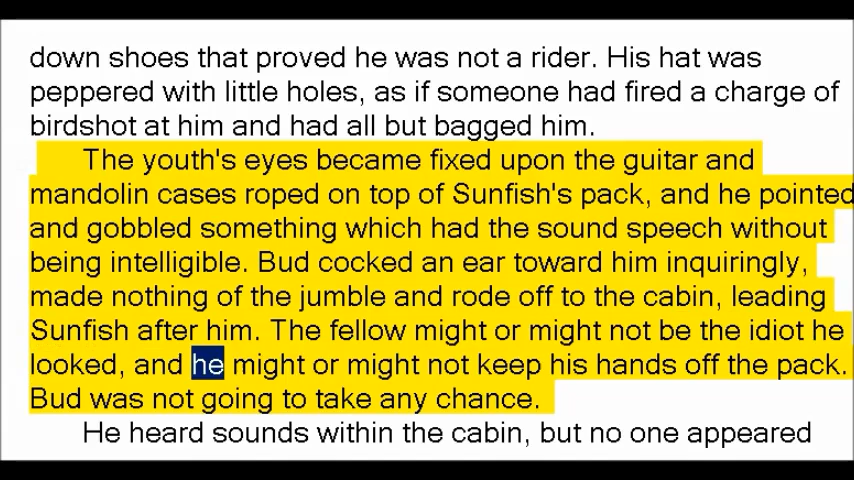 down shoes that proved he was not a rider. His hat was
peppered with little holes, as if someone had fired a charge of
birdshot at him and had all but bagged him.
The youth's eyes became fixed upon the guitar and
mandolin cases roped on top of Sunfish's pack, and he pointed
and gobbled something which had the sound speech without
being intelligible. Bud cocked an ear toward him inquiringly,
made nothing of the jumble and rode off to the cabin, leading
Sunfish after him. The fellow might or might not be the idiot he
looked, and he might or might not keep his hands off the pack.
Bud was not going to take any chance.
He heard sounds within the cabin, but no one appeared